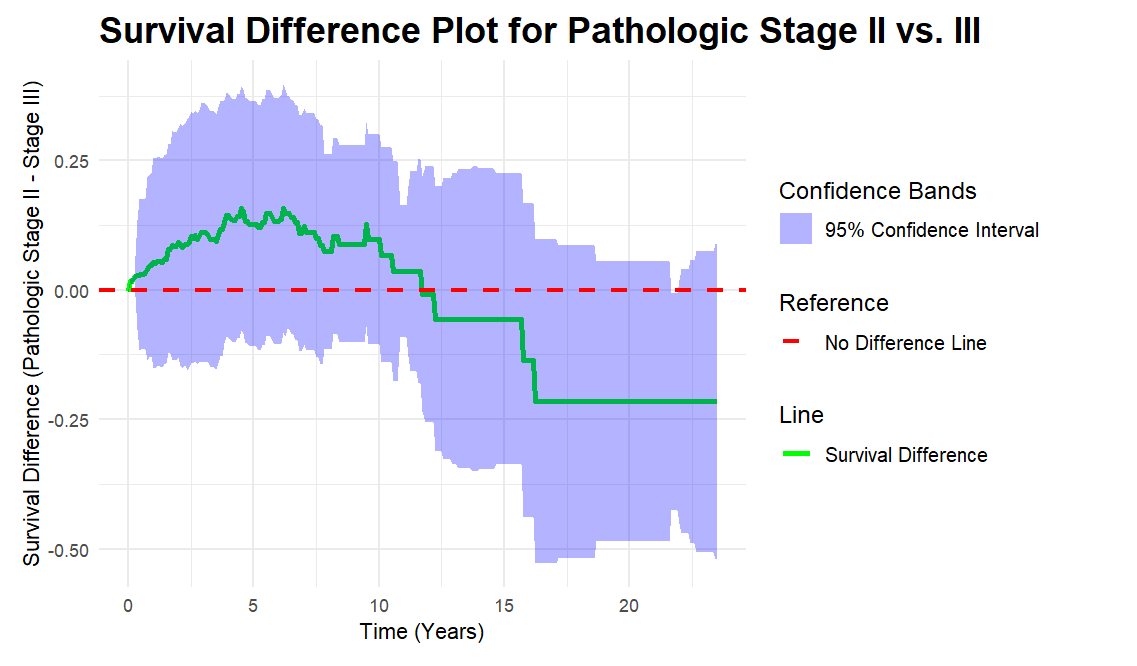 Survival Difference Plot for Pathologic Stage II vs. III
Survival Difference (Pathologic Stage II - Stage III)
0.25
0.00
-0.25
-0.50
0
5
10
15
20
Time (Years)
Confidence Bands
95% Confidence Interval
Reference
No Difference Line
Line
Survival Difference